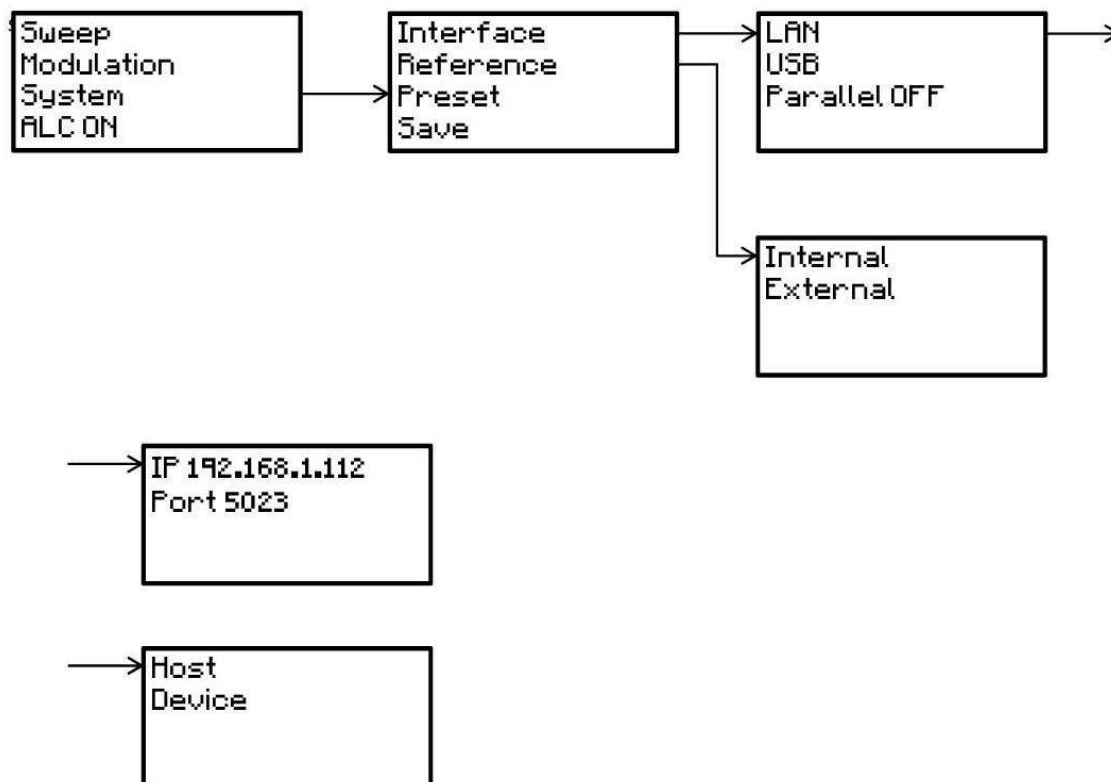 Sweep
Modulation
System
ALC ON
Interface
Reference
Preset
Save
LAN
USB
Parallel OFF
Internal
External
IP 192.168.1.112
Port 5023
Host
Device